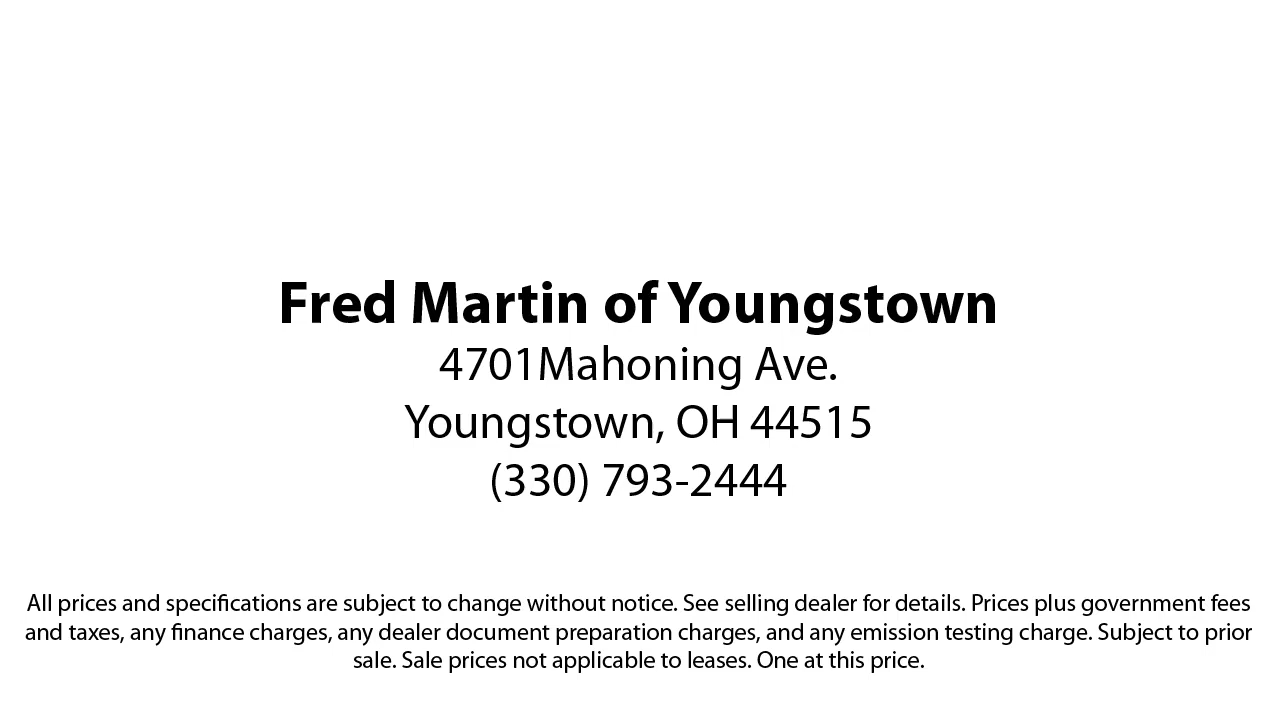 Fred Martin of Youngstown
4701Mahoning Ave.
Youngstown, OH 44515
(330) 793-2444
All prices and specifications are subject to change without notice. See selling dealer for details. Prices plus government fees
and taxes, any finance charges, any dealer document preparation charges, and any emission testing charge. Subject to prior
sale. Sale prices not applicable to leases. One at this price.